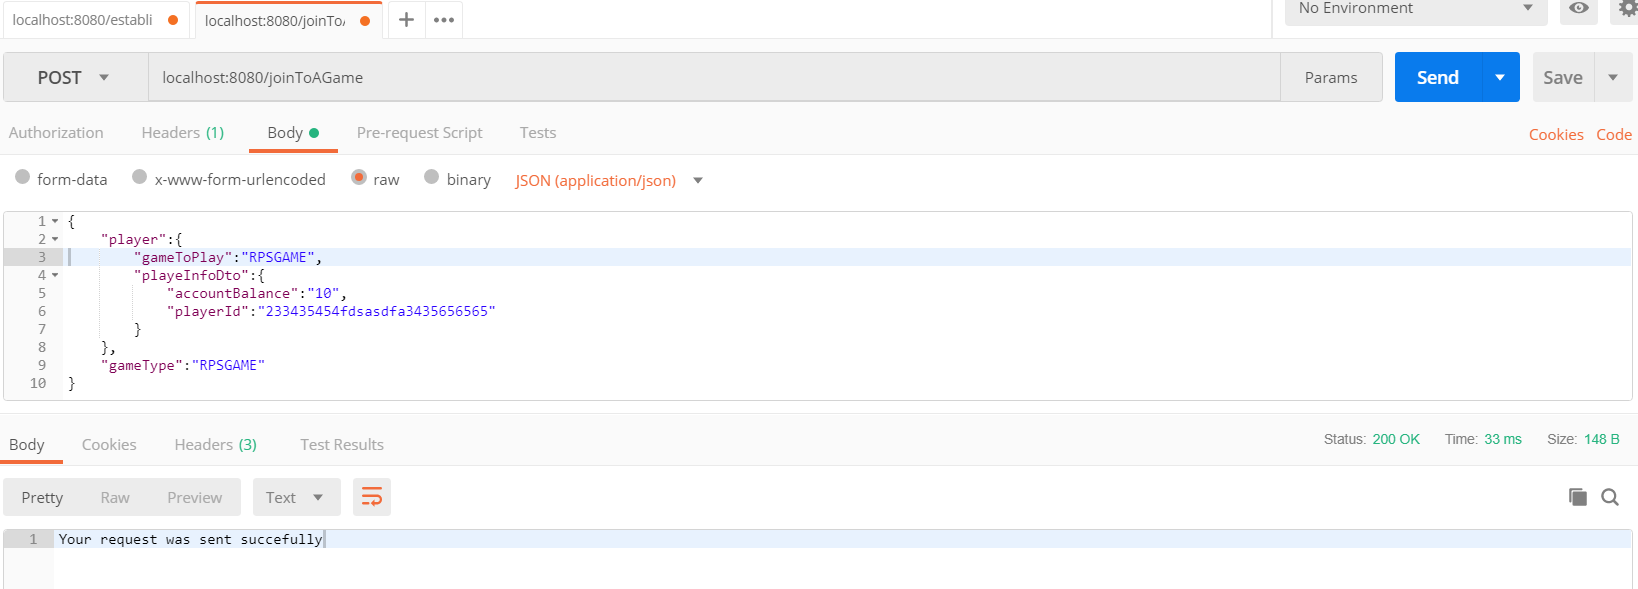 localhost:8080/establi
localhost:8080/joinToA
No Environment
POST
localhost:8080/joinToAGame
Params
Send
Save
Authorization
Headers (1)
Body
Pre-request Script
Tests
Cookies
Code
form-data
x-www-form-urlencoded
raw
binary
JSON (application/json)
1 {
2 "player":{
3 "gameToPlay":"RPSGAME",
4 "playeInfoDto":{
5 "accountBalance":"10",
6 "playerId":"233435454fdsasdfa3435656565"
7 }
8 },
9 "gameType":"RPSGAME"
10 }
Body
Cookies
Headers (3)
Test Results
Status: 200 OK
Time: 33 ms
Size: 148 B
Pretty
Raw
Preview
Text
1 Your request was sent succefully